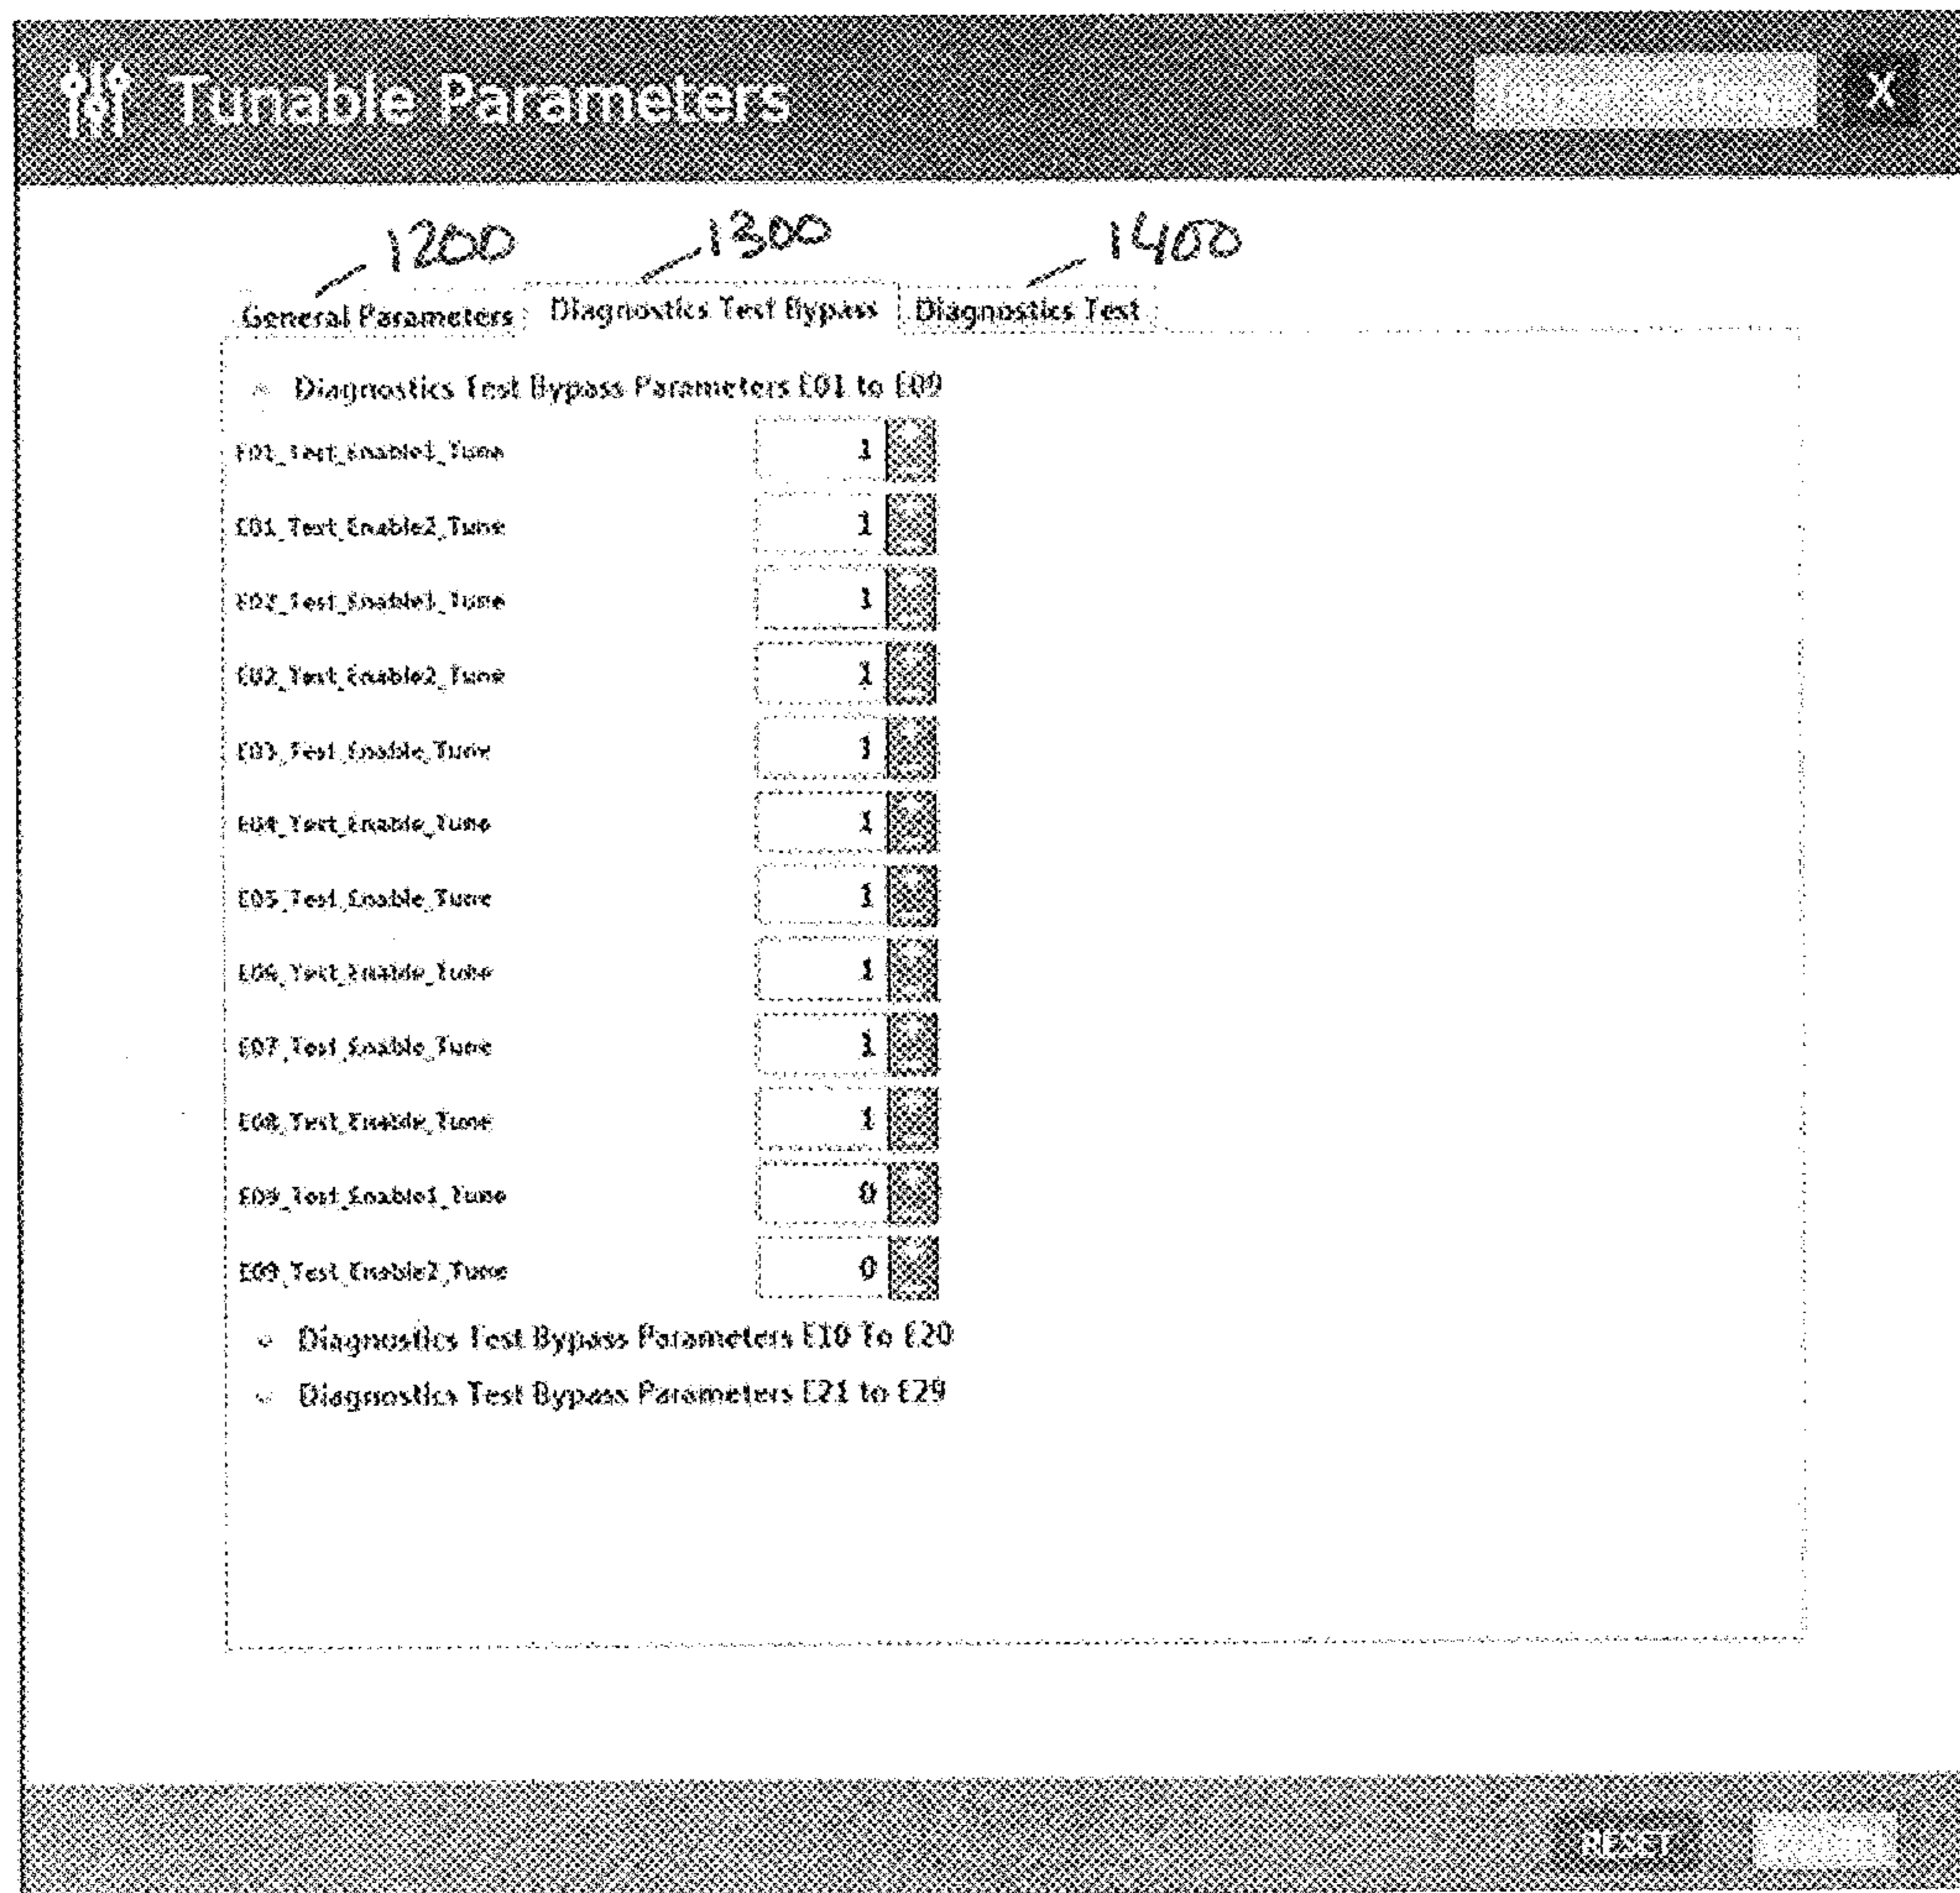 Tunable Parameters
X
1200
1300
1400
General Parameters
Diagnostics Test Bypass
Diagnostics Test
Diagnostics Test Bypass Parameters E01 to E09
E01_Test_Enable1_Tune 1
E01_Test_Enable2_Tune 1
E02_Test_Enable1_Tune 1
E02_Test_Enable2_Tune 1
E03_Test_Enable_Tune 1
E04_Test_Enable_Tune 1
E05_Test_Enable_Tune 1
E06_Test_Enable_Tune 1
E07_Test_Enable_Tune 1
E08_Test_Enable_Tune 1
E09_Test_Enable1_Tune 0
E09_Test_Enable2_Tune 0
Diagnostics Test Bypass Parameters E10 To E20
Diagnostics Test Bypass Parameters E21 to E29
RESET